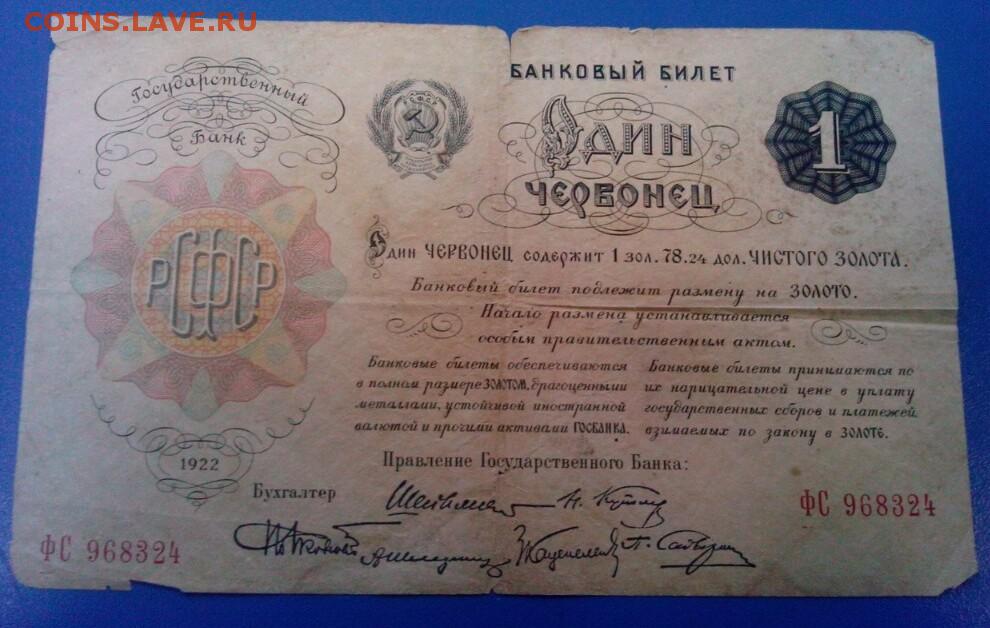 COINS.LAVE.RU
Государственный
Банк
РСФСР
БАНКОВЫЙ БИЛЕТ
Один
ЧЕРВОНЕЦ
1
РСФСР
Один ЧЕРВОНЕЦ содержит 1 зол. 78.24 дол. ЧИСТОГО ЗОЛОТА.
Банковый билет подлежит размену на ЗОЛОТО.
Начало размена устанавливается
особым правительственным актом.
Банковые билеты обеспечиваются
в полном размере ЗОЛОТОМ, драгоценными
металлами, устойчивой иностранной
валютой и прочими активами ГОСБАНКА.
Банковые билеты принимаются по
их нарицательной цене в уплату
государственных сборов и платежей
взимаемых по закону в ЗОЛОТЕ.
1922
Правление Государственного Банка:
Бухгалтер
ФС 968324
ФС 968324